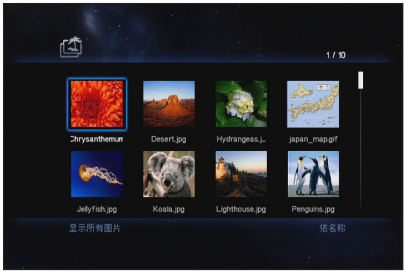 1 / 10
Chrysanthemum
Desert.jpg
Hydrangeas.j..
japan_map.gif
Jellyfish.jpg
Koala.jpg
Lighthouse.jpg
Penguins.jpg
显示所有图片
依名称